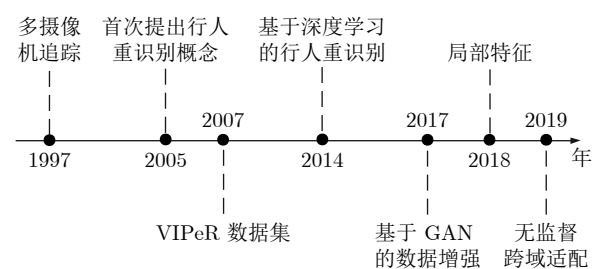 多摄像
机追踪
首次提出行人
重识别概念
基于深度学习
的行人重识别
局部特征
2007
2017
2019
1997
2005
2014
2018
年
VIPeR 数据集
基于 GAN
的数据增强
无监督
跨域适配